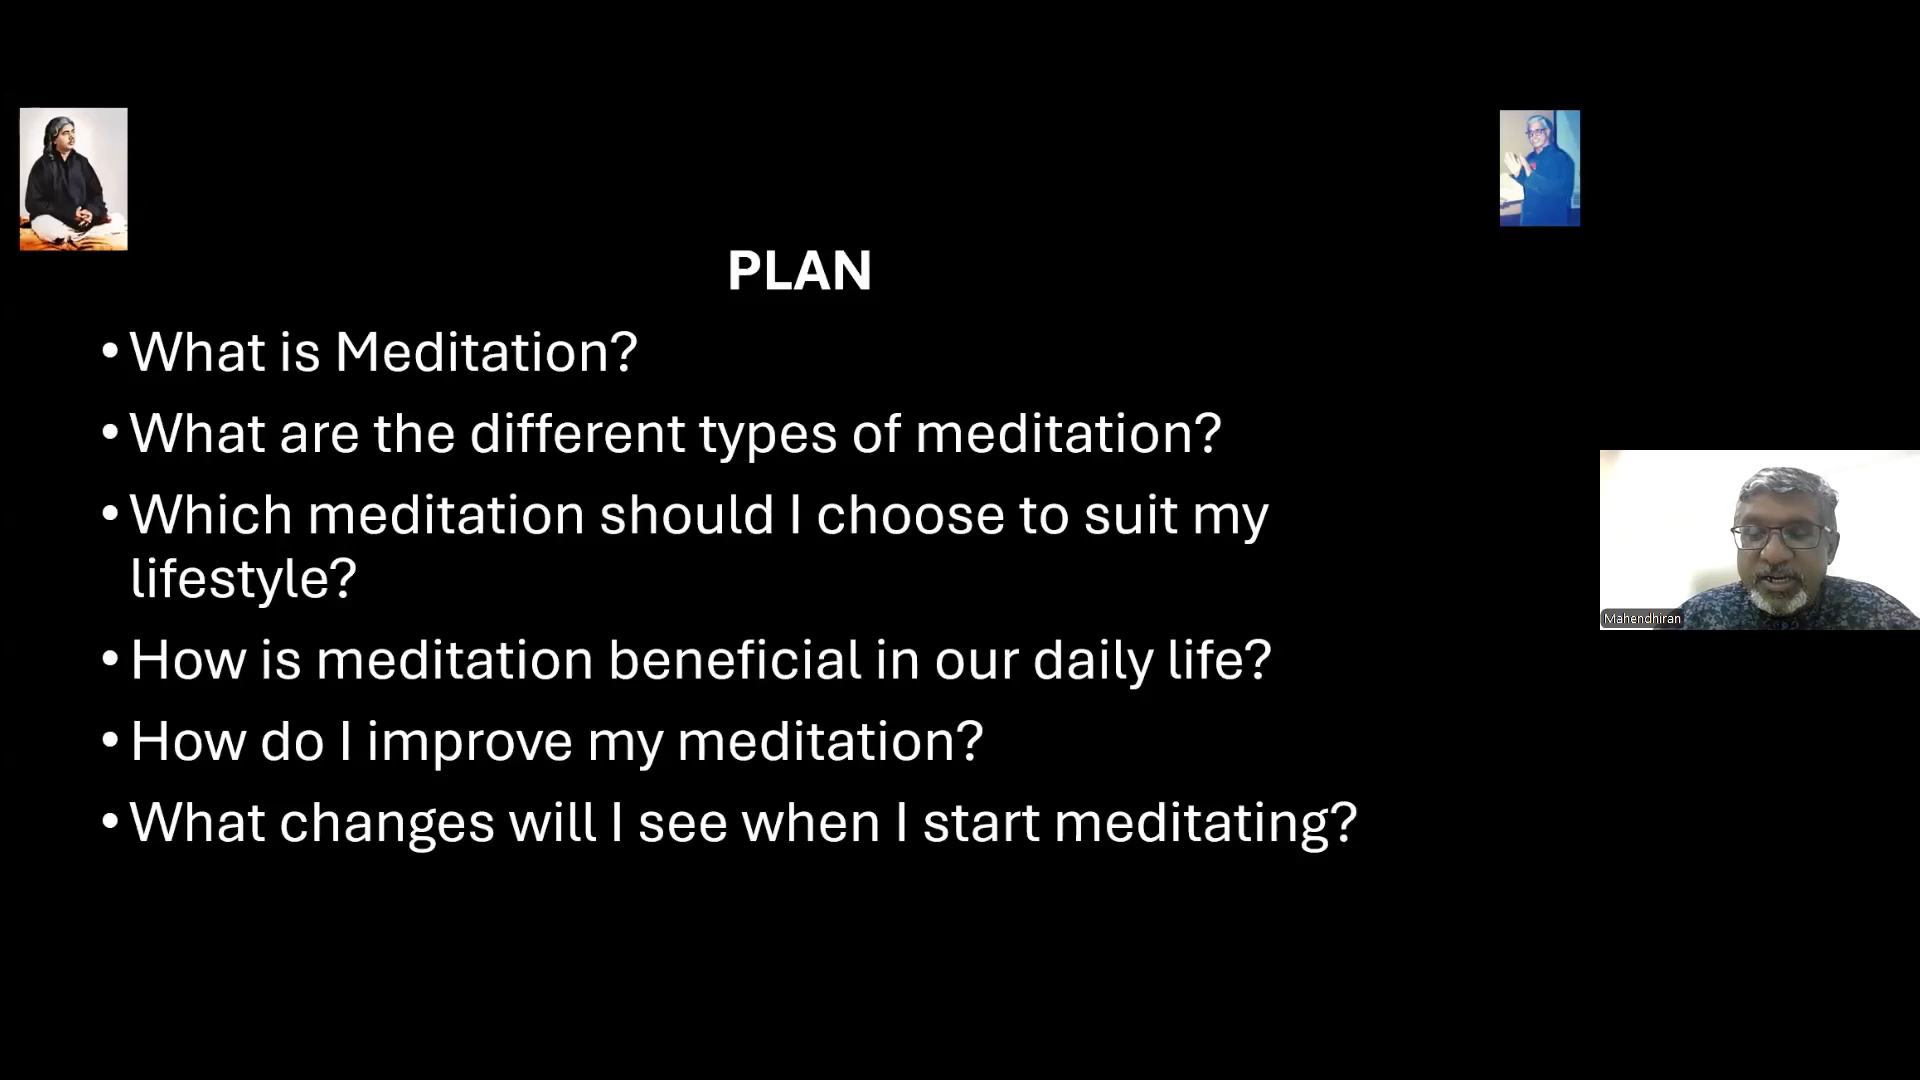 PLAN
• What is Meditation?
• What are the different types of meditation?
• Which meditation should I choose to suit my
lifestyle?
• How is meditation beneficial in our daily life?
• How do I improve my meditation?
• What changes will I see when I start meditating?
Mahendhiran